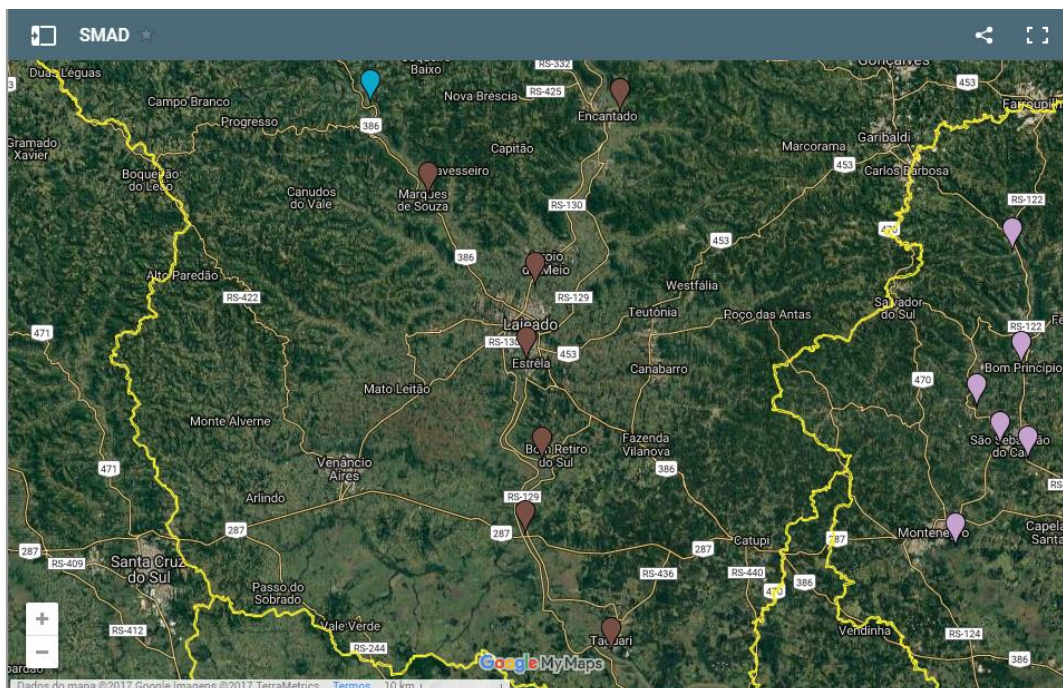 SMAD
Duas Léguas
Baixo
RS-332
Gonçalves
453
Campo Branco
Nova Bréscia
RS-425
Encantado
Progresso
386
Garibaldi
Gramado
Xavier
Capitão
Marcorama
453
Carlos Barbosa
Boqueirão
do Leão
Canudos
do Vale
Marques
de Souza
RS-122
RS-130
470
453
386
do Meio
Alto Paredão
RS-422
RS-129
Westfália
Salvador
do Sul
Teutônia
Poço das Antas
Lajeado
471
RS-130
453
RS-122
Estrêla
Canabarro
Bom Princípio
Mato Leitão
470
Monte Alverne
Bom Retiro
do Sul
Fazenda
Vilanova
São Sebastião
do Caí
471
Venâncio
Aires
386
Arlindo
RS-129
287
287
Montenegro
Capela
Santa
287
RS-409
Santa Cruz
do Sul
287
Catupi
RS-436
RS-440
386
470
Passo do
Sobrado
RS-412
Vale Verde
RS-244
Taquari
Vendinha
RS-124
386
+
−
Google MyMaps
Dados do mapa ©2017 Google Imagens ©2017 TerraMetrics Termos 10 km